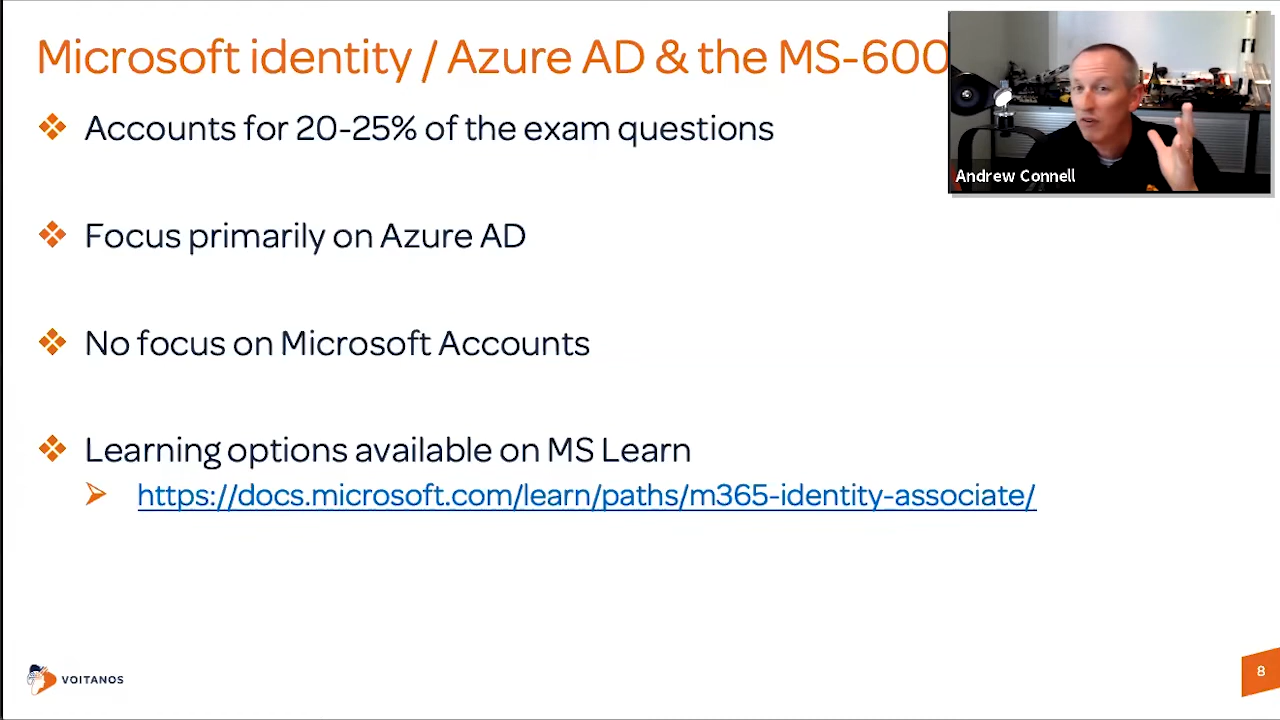 Microsoft identity / Azure AD & the MS-600
Accounts for 20-25% of the exam questions
Andrew Connell
Focus primarily on Azure AD
No focus on Microsoft Accounts
Learning options available on MS Learn
https://docs.microsoft.com/learn/paths/m365-identity-associate/
VOITANOS
8